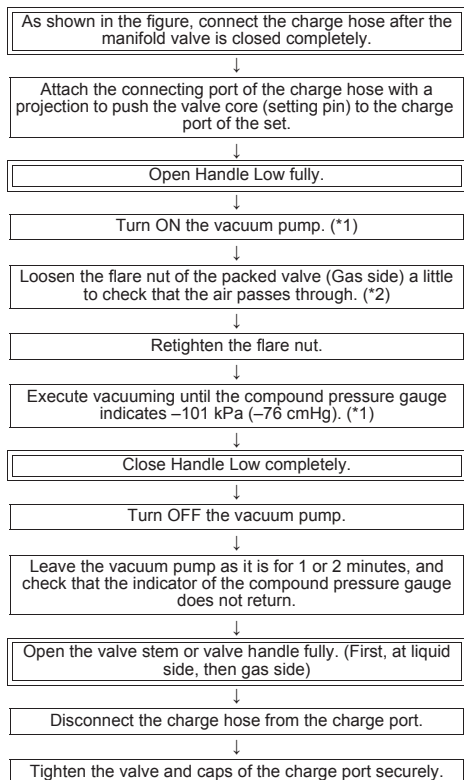 As shown in the figure, connect the charge hose after the
manifold valve is closed completely.
↓
Attach the connecting port of the charge hose with a
projection to push the valve core (setting pin) to the charge
port of the set.
↓
Open Handle Low fully.
↓
Turn ON the vacuum pump. (*1)
↓
Loosen the flare nut of the packed valve (Gas side) a little
to check that the air passes through. (*2)
↓
Retighten the flare nut.
↓
Execute vacuuming until the compound pressure gauge
indicates –101 kPa (–76 cmHg). (*1)
↓
Close Handle Low completely.
↓
Turn OFF the vacuum pump.
↓
Leave the vacuum pump as it is for 1 or 2 minutes, and
check that the indicator of the compound pressure gauge
does not return.
↓
Open the valve stem or valve handle fully. (First, at liquid
side, then gas side)
↓
Disconnect the charge hose from the charge port.
↓
Tighten the valve and caps of the charge port securely.